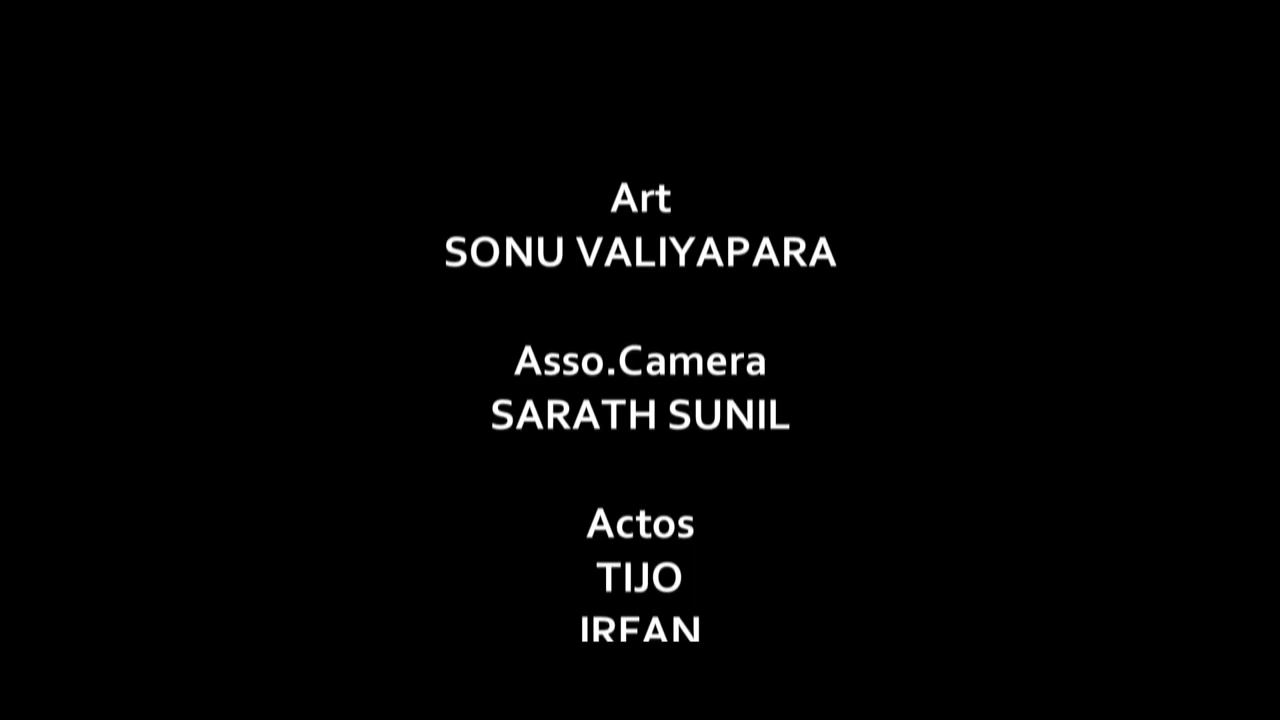 Art
SONU VALIYAPARA
Asso.Camera
SARATH SUNIL
Actos
TIJO
IRFAN